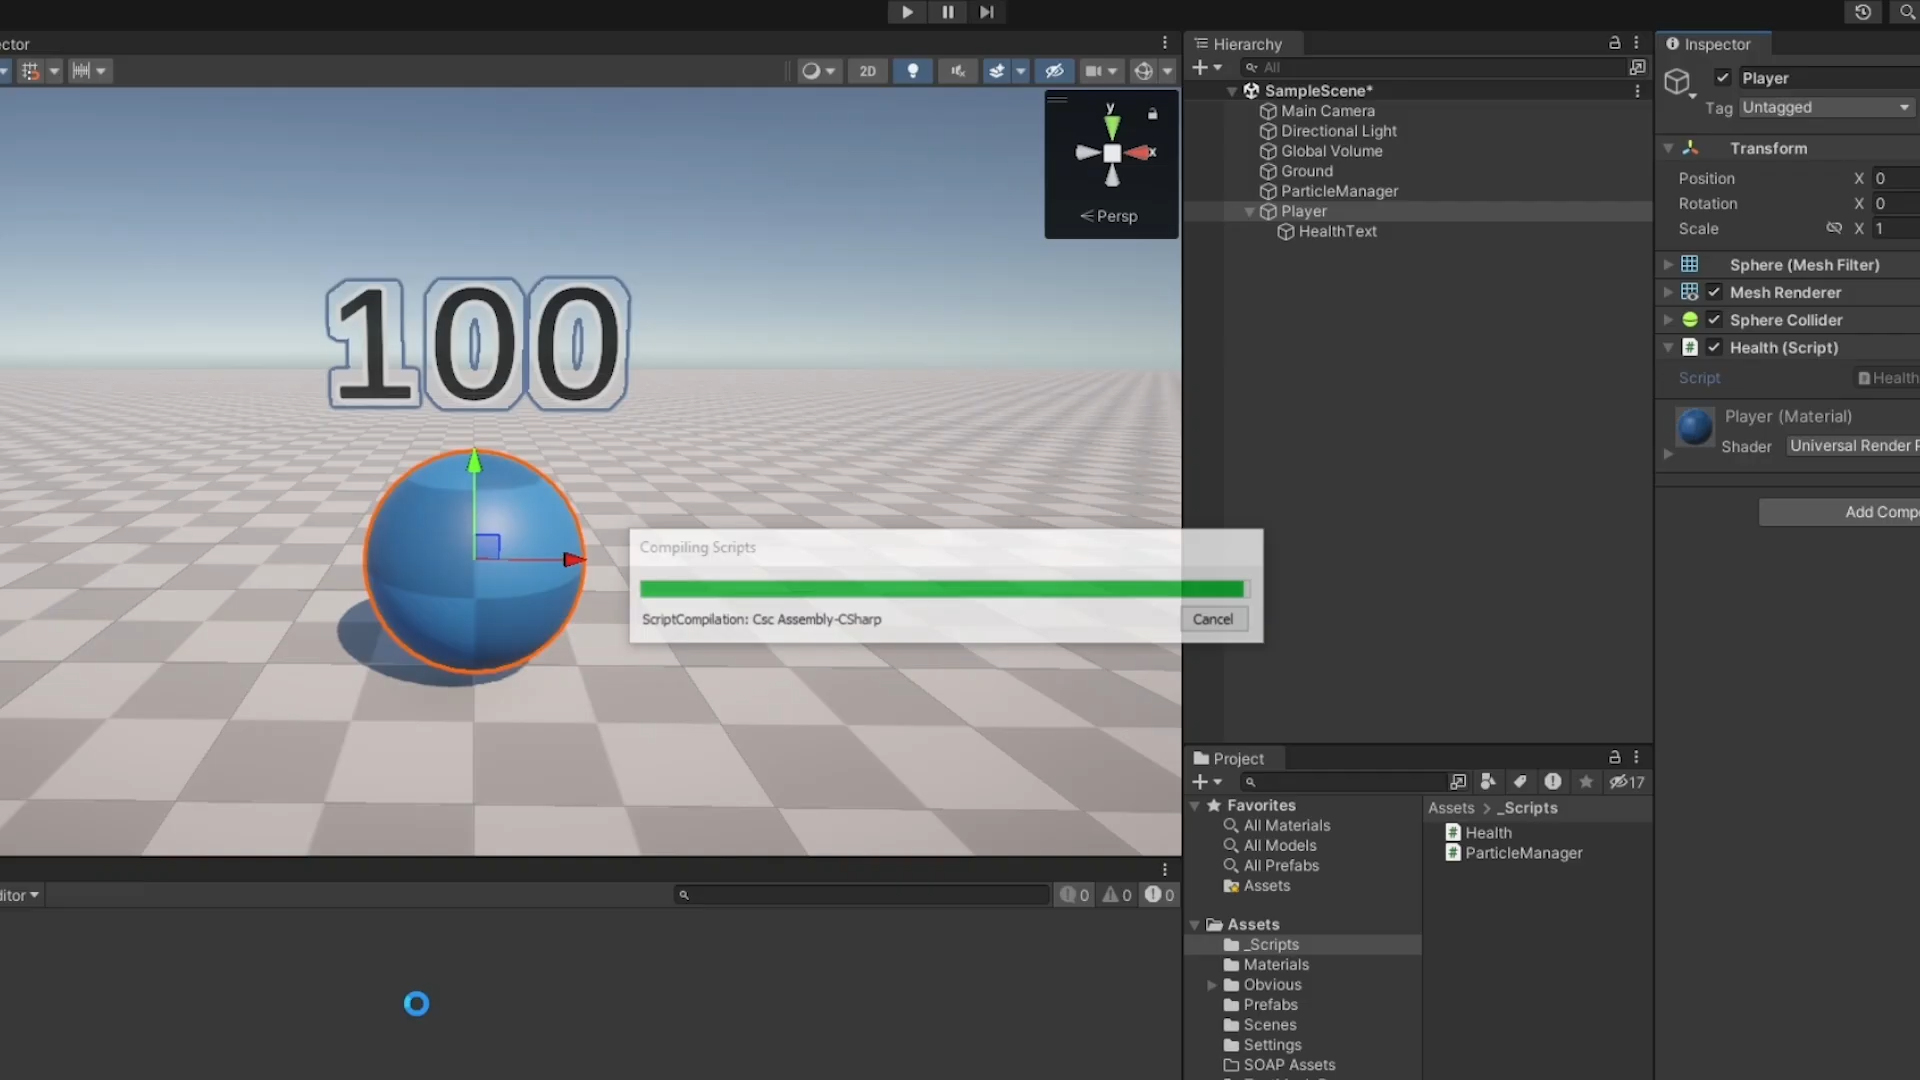 ctor
2D
y
x
Persp
100
Compiling Scripts
ScriptCompilation: Csc Assembly-CSharp
Cancel
ditor
0
0
0
Hierarchy
All
SampleScene*
Main Camera
Directional Light
Global Volume
Ground
ParticleManager
Player
HealthText
Project
17
Favorites
All Materials
All Models
All Prefabs
Assets
Assets
_Scripts
Materials
Obvious
Prefabs
Scenes
Settings
SOAP Assets
Assets > _Scripts
# Health
# ParticleManager
Inspector
Player
Tag Untagged
Transform
Position X 0
Rotation X 0
Scale X 1
Sphere (Mesh Filter)
Mesh Renderer
Sphere Collider
# Health (Script)
Script Health
Player (Material)
Shader Universal Render P
Add Compo